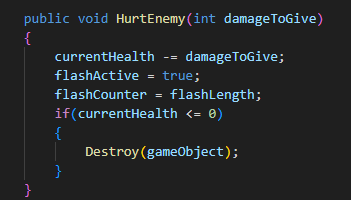 public void HurtEnemy(int damageToGive)
{
    currentHealth -= damageToGive;
    flashActive = true;
    flashCounter = flashLength;
    if(currentHealth <= 0)
    {
        Destroy(gameObject);
    }
}